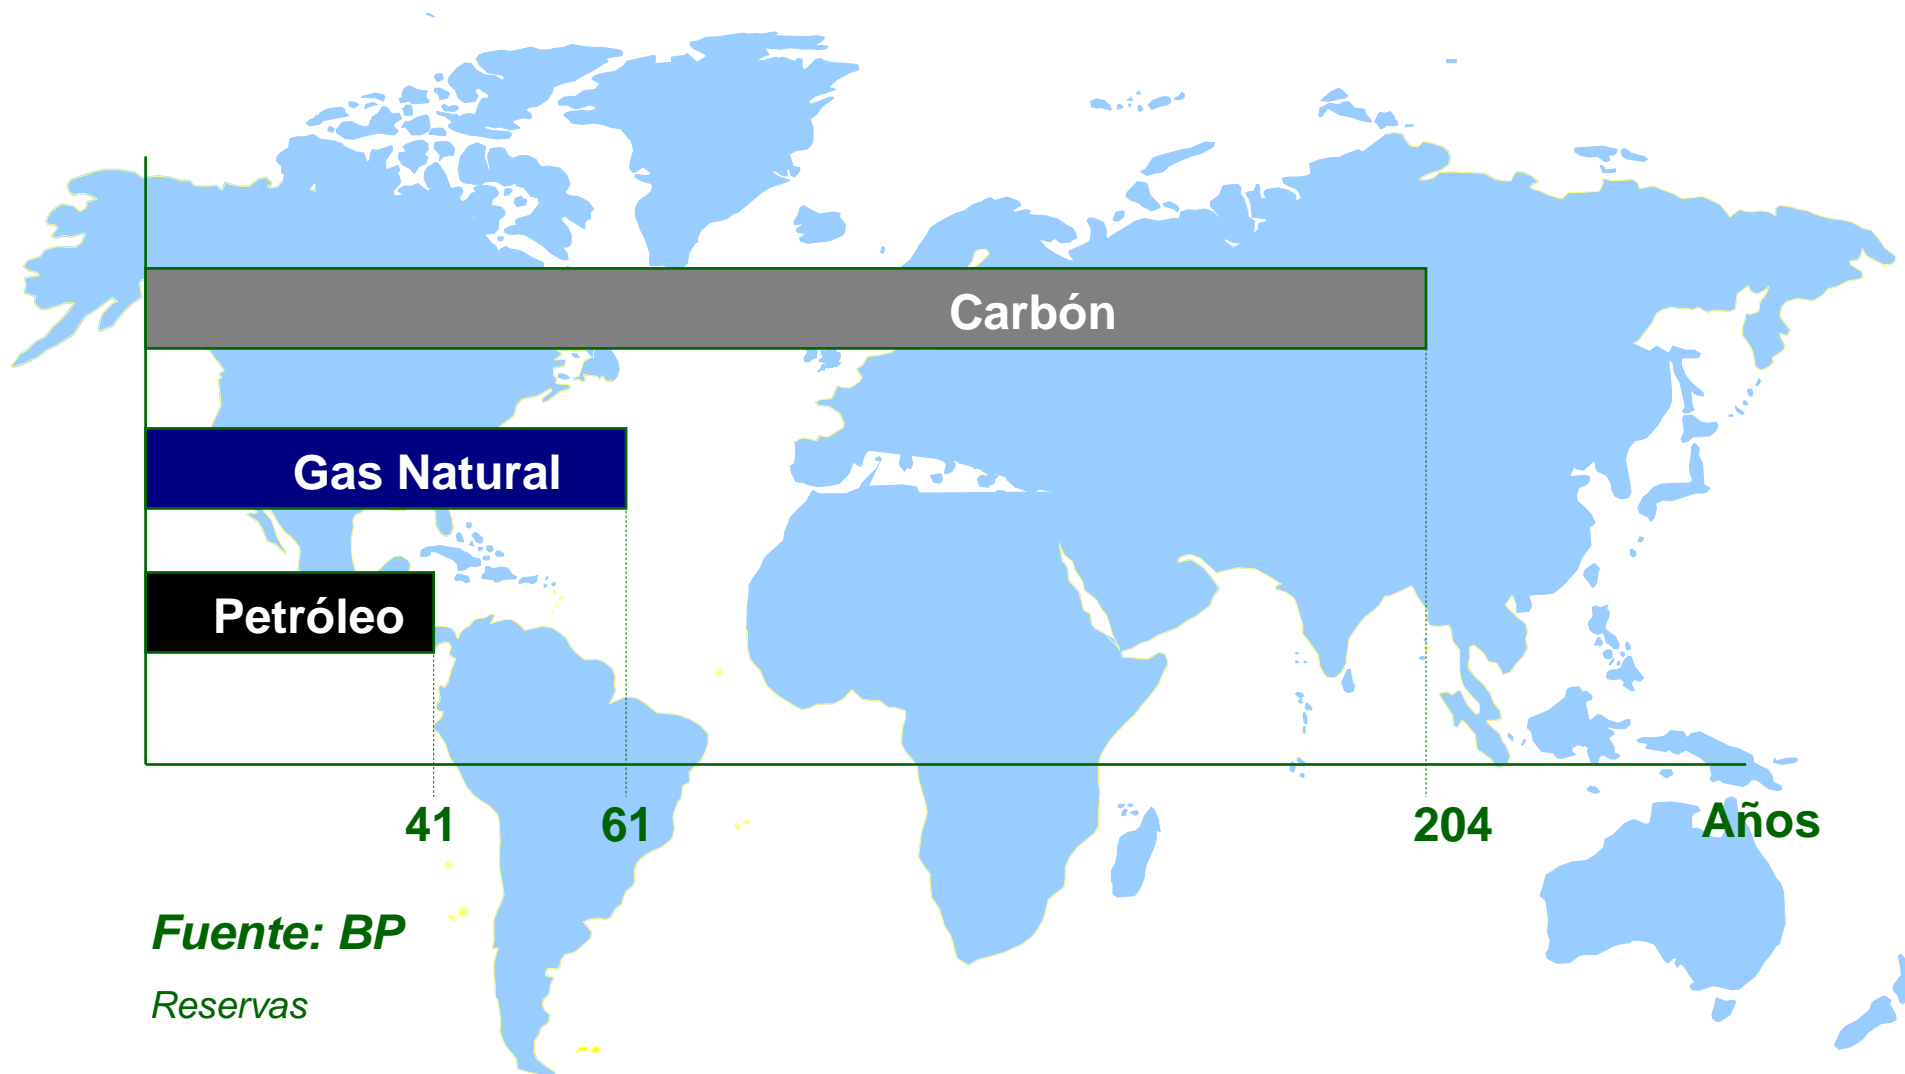 Carbón
Gas Natural
Petróleo
41
61
204
Años
Fuente: BP
Reservas